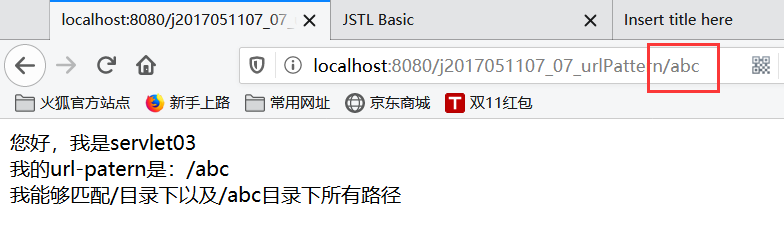 localhost:8080/j2017051107_07_
JSTL Basic
Insert title here
localhost:8080/j2017051107_07_urlPattern/abc
火狐官方站点 新手上路 常用网址 京东商城 T 双11红包
您好，我是servlet03
我的url-patern是：/abc
我能够匹配/目录下以及/abc目录下所有路径